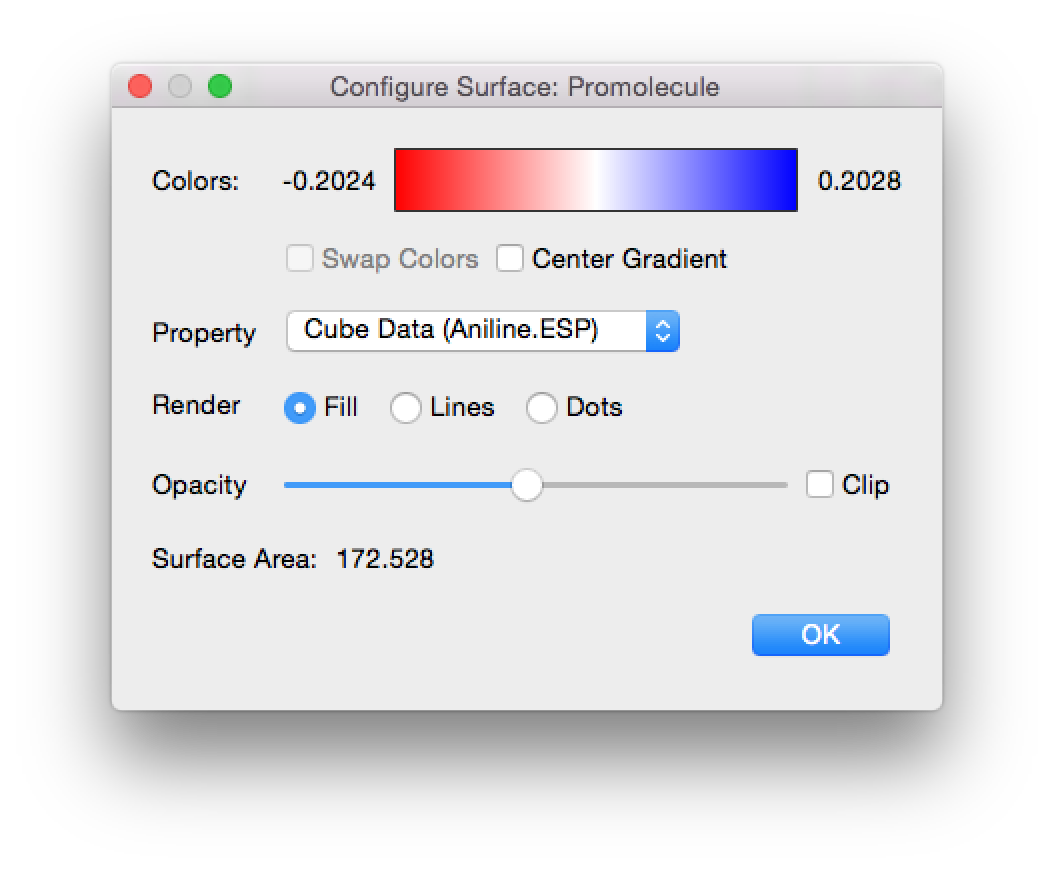 Configure Surface: Promolecule
Colors: -0.2024 0.2028
Swap Colors Center Gradient
Property Cube Data (Aniline.ESP)
Render Fill Lines Dots
Opacity Clip
Surface Area: 172.528
OK